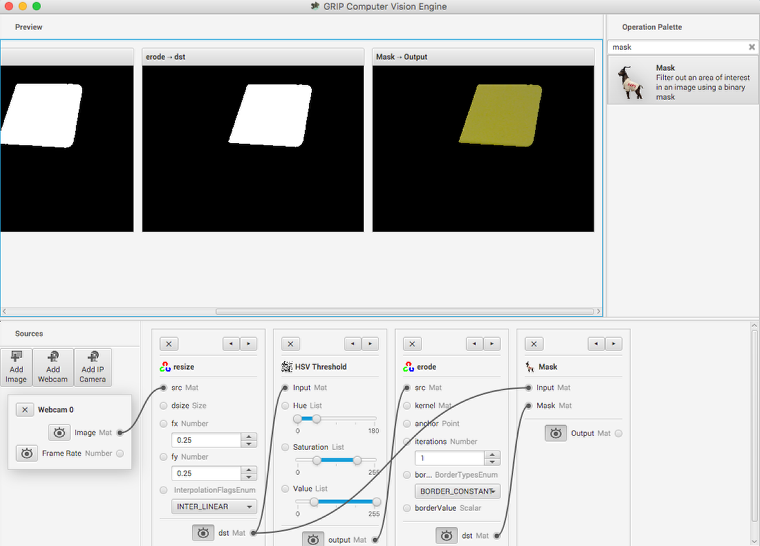 GRIP Computer Vision Engine
Preview
Operation Palette
mask
erode → dst
Mask → Output
Mask
Filter out an area of interest
in an image using a binary
mask
Sources
Add
Image
Add
Webcam
Add IP
Camera
Webcam 0
Image Mat
Frame Rate Number
resize
src Mat
dsize Size
fx Number
0.25
fy Number
0.25
InterpolationFlagsEnum
INTER_LINEAR
dst Mat
HSV Threshold
Input Mat
Hue List
0 180
Saturation List
0 255
Value List
0 255
output Mat
erode
src Mat
kernel Mat
anchor Point
iterations Number
1
bor... BorderTypesEnum
BORDER_CONSTANT
borderValue Scalar
dst Mat
Mask
Input Mat
Mask Mat
Output Mat